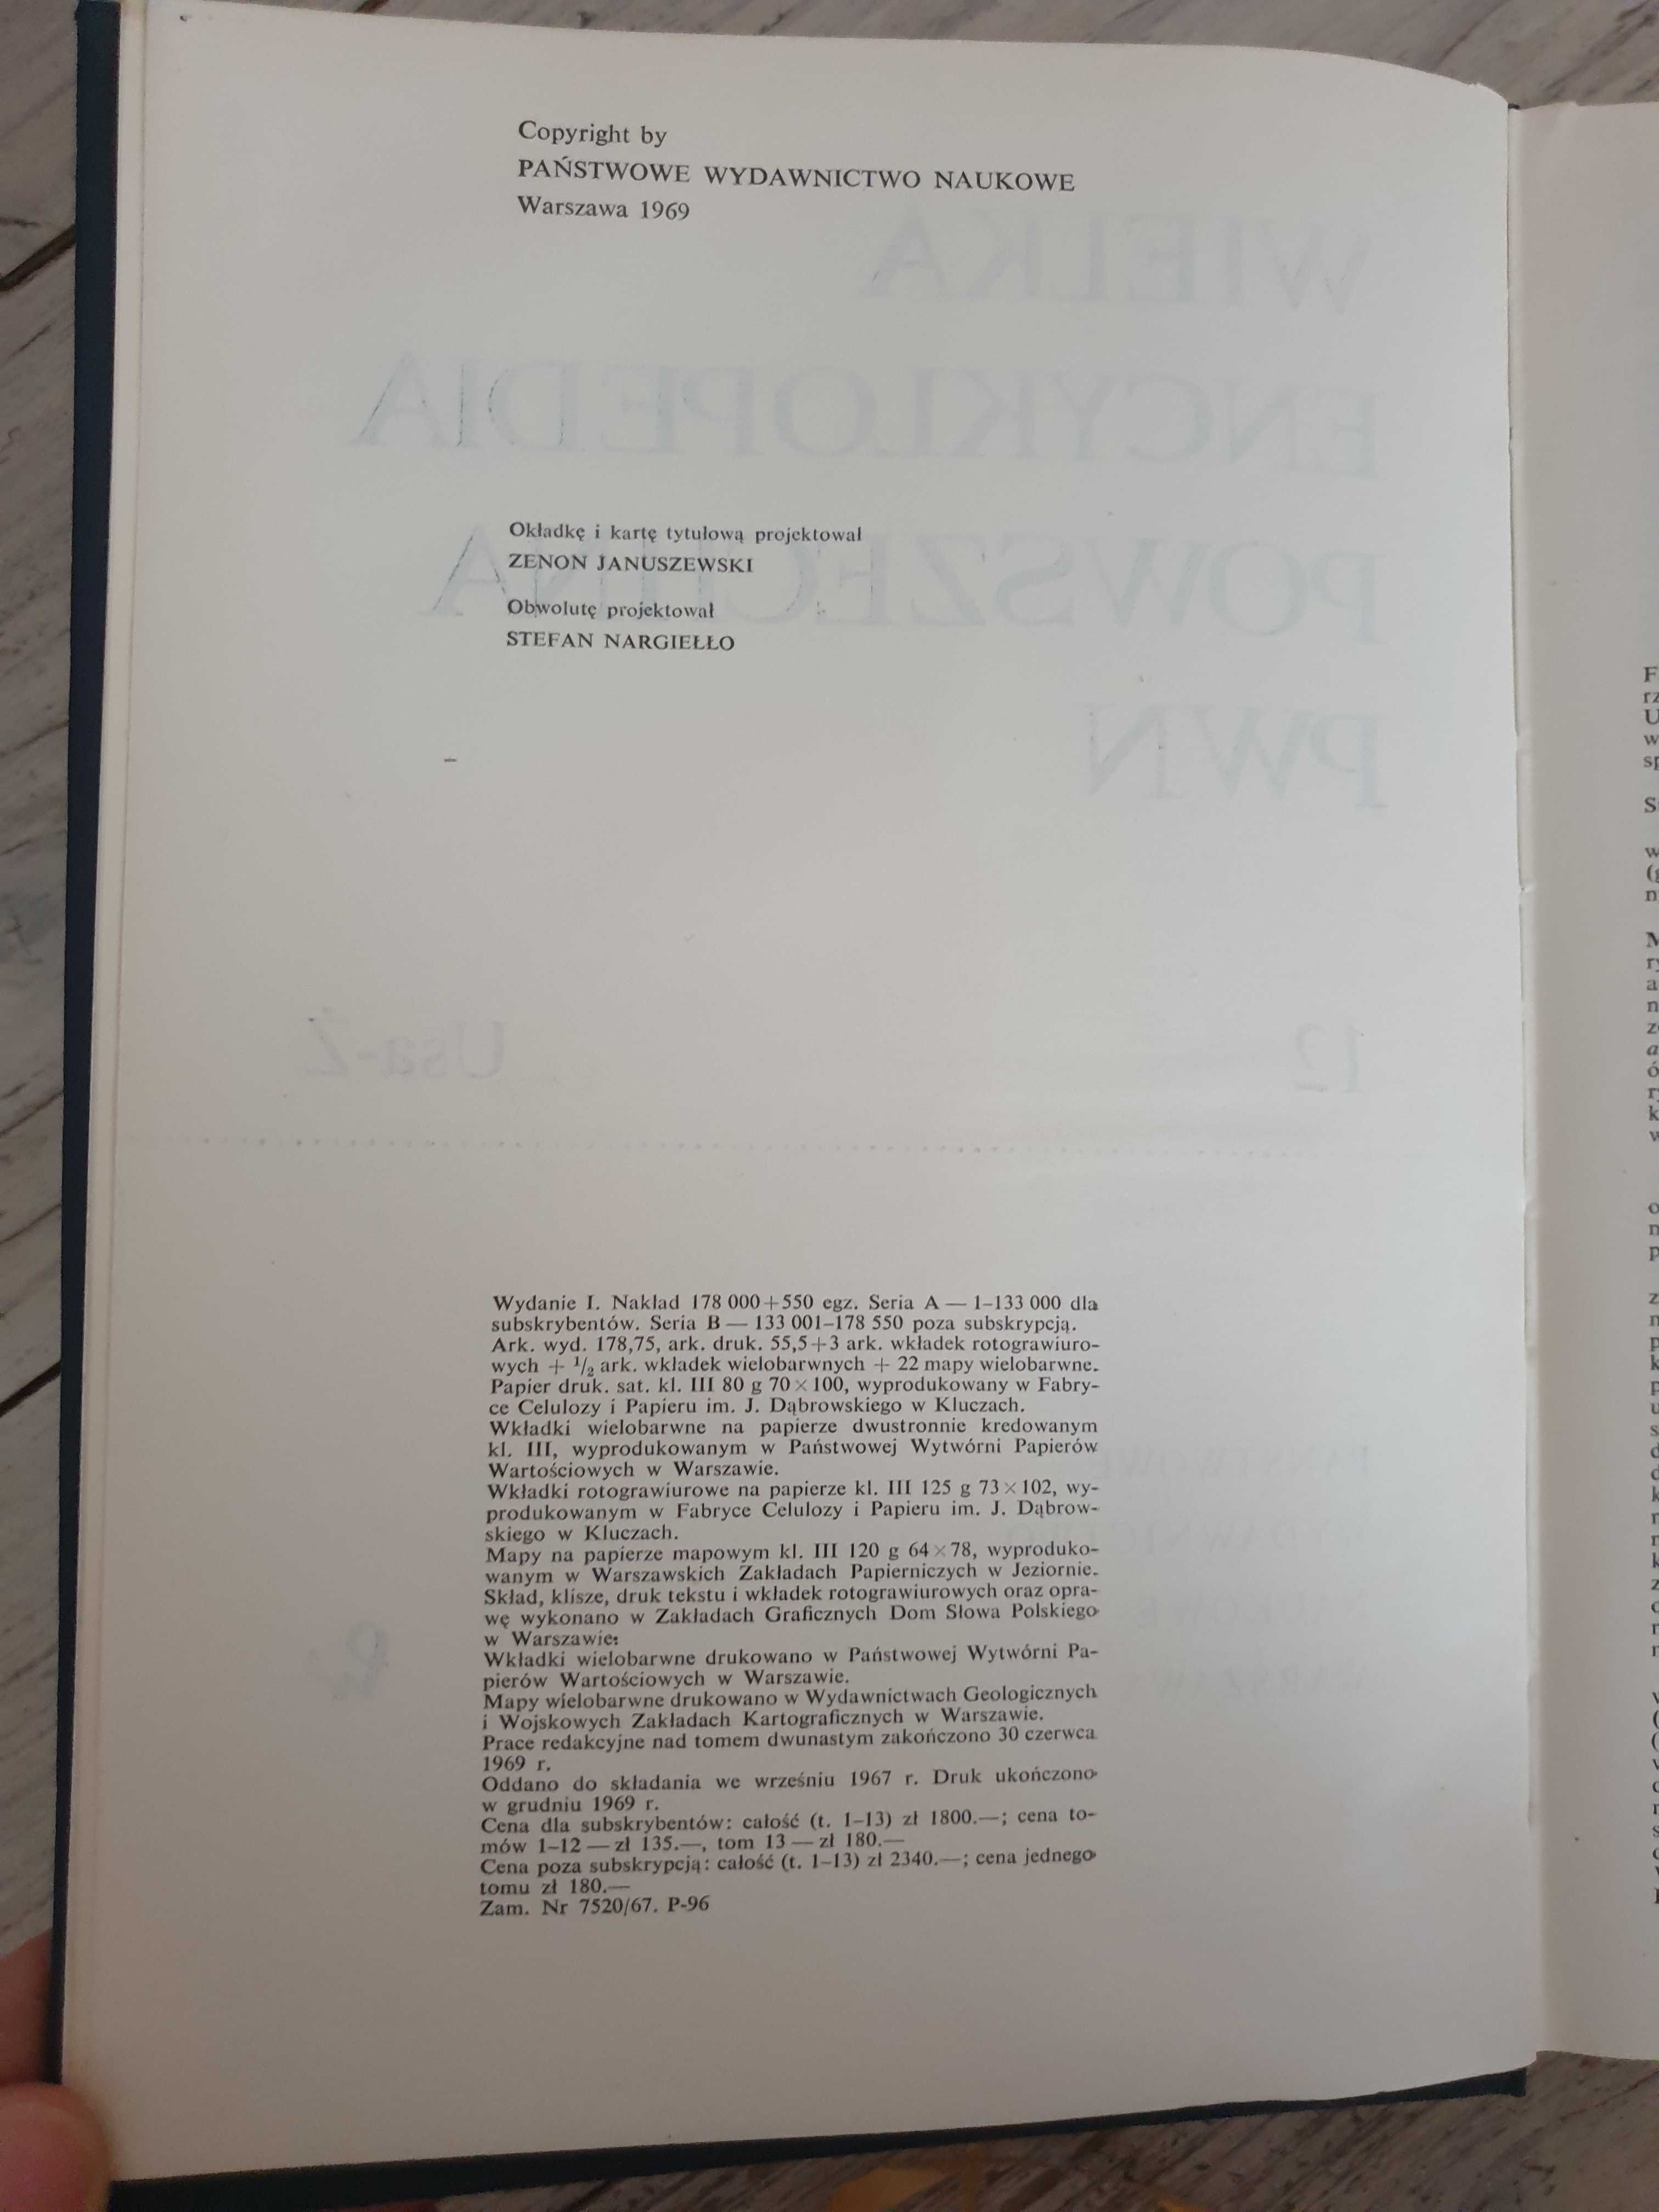 Copyright by
PAŃSTWOWE WYDAWNICTWO NAUKOWE
Warszawa 1969
Okładkę i kartę tytułową projektował
ZENON JANUSZEWSKI
Obwolutę projektował
STEFAN NARGIEŁŁO
Wydanie I. Nakład 178 000+550 egz. Seria A — 1–133 000 dla
subskrybentów. Seria B — 133 001–178 550 poza subskrypcją.
Ark. wyd. 178,75, ark. druk. 55,5+3 ark. wkładek rotograwiuro-
wych + 1/2 ark. wkładek wielobarwnych + 22 mapy wielobarwne.
Papier druk. sat. kl. III 80 g 70×100, wyprodukowany w Fabry-
ce Celulozy i Papieru im. J. Dąbrowskiego w Kluczach.
Wkładki wielobarwne na papierze dwustronnie kredowanym
kl. III, wyprodukowanym w Państwowej Wytwórni Papierów
Wartościowych w Warszawie.
Wkładki rotograwiurowe na papierze kl. III 125 g 73×102, wy-
produkowanym w Fabryce Celulozy i Papieru im. J. Dąbrow-
skiego w Kluczach.
Mapy na papierze mapowym kl. III 120 g 64×78, wyproduko-
wanym w Warszawskich Zakładach Papierniczych w Jeziornie.
Skład, klisze, druk tekstu i wkładek rotograwiurowych oraz opra-
wę wykonano w Zakładach Graficznych Dom Słowa Polskiego
w Warszawie:
Wkładki wielobarwne drukowano w Państwowej Wytwórni Pa-
pierów Wartościowych w Warszawie.
Mapy wielobarwne drukowano w Wydawnictwach Geologicznych
i Wojskowych Zakładach Kartograficznych w Warszawie.
Prace redakcyjne nad tomem dwunastym zakończono 30 czerwca
1969 r.
Oddano do składania we wrześniu 1967 r. Druk ukończono
w grudniu 1969 r.
Cena dla subskrybentów: całość (t. 1–13) zł 1800.—; cena to-
mów 1–12 — zł 135.—, tom 13 — zł 180.—
Cena poza subskrypcją: całość (t. 1–13) zł 2340.—; cena jednego
tomu zł 180.—
Zam. Nr 7520/67. P-96